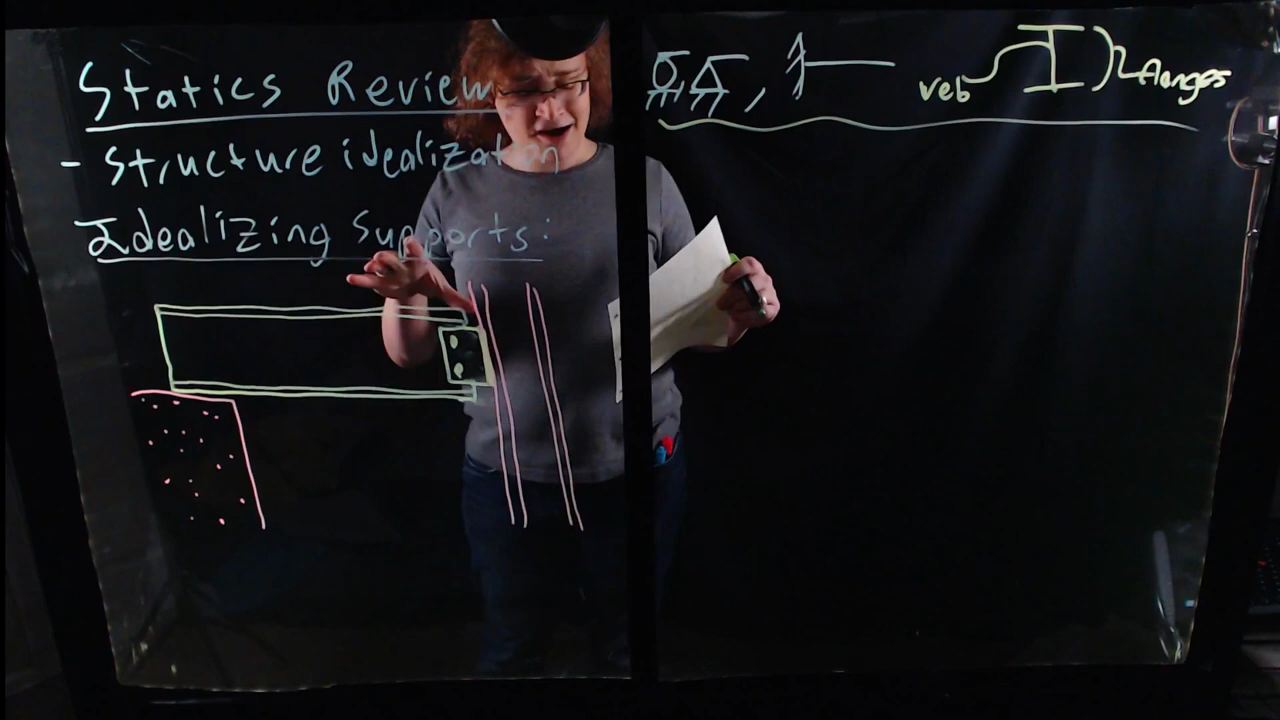 Statics Review
- Structure idealization
Idealizing Supports:
web
flanges